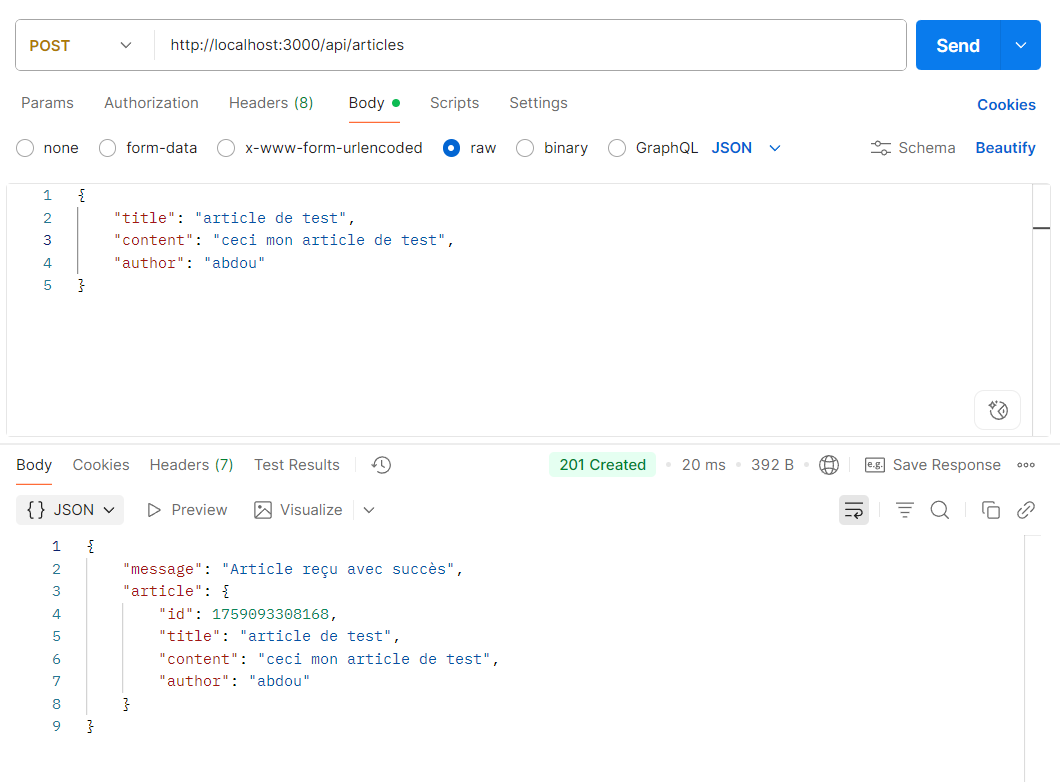 POST http://localhost:3000/api/articles Send
Params Authorization Headers (8) Body Scripts Settings Cookies
none form-data x-www-form-urlencoded raw binary GraphQL JSON Schema Beautify
1 {
2 "title": "article de test",
3 "content": "ceci mon article de test",
4 "author": "abdou"
5 }
Body Cookies Headers (7) Test Results 201 Created • 20 ms • 392 B • e.g. Save Response
{} JSON Preview Visualize
1 {
2 "message": "Article reçu avec succès",
3 "article": {
4 "id": 1759093308168,
5 "title": "article de test",
6 "content": "ceci mon article de test",
7 "author": "abdou"
8 }
9 }